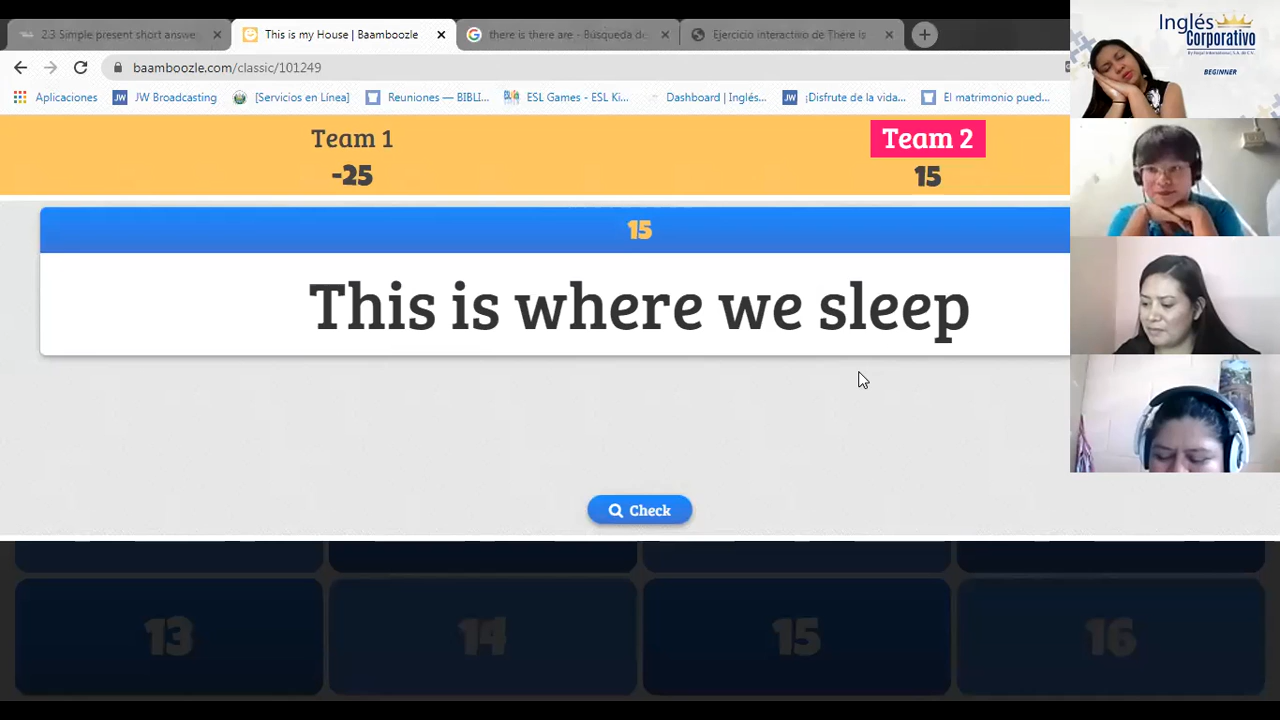 2.3 Simple present short answe
This is my House | Baamboozle
there is there are - Búsqueda de
Ejercicio interactivo de There is
baamboozle.com/classic/101249
Aplicaciones
JW Broadcasting
[Servicios en Línea]
Reuniones — BIBLI...
ESL Games - ESL Ki...
Dashboard | Inglés...
¡Disfrute de la vida...
El matrimonio pued...
Inglés
Corporativo
BEGINNER
Team 1
-25
Team 2
15
15
This is where we sleep
Check
13
14
15
16